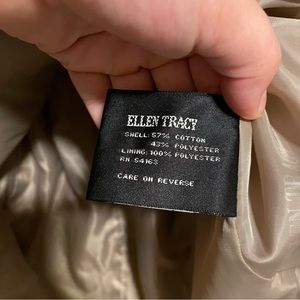 ELLEN TRACY
SHELL: 57% COTTON
43% POLYESTER
LINING: 100% POLYESTER
RN 54163
CARE ON REVERSE